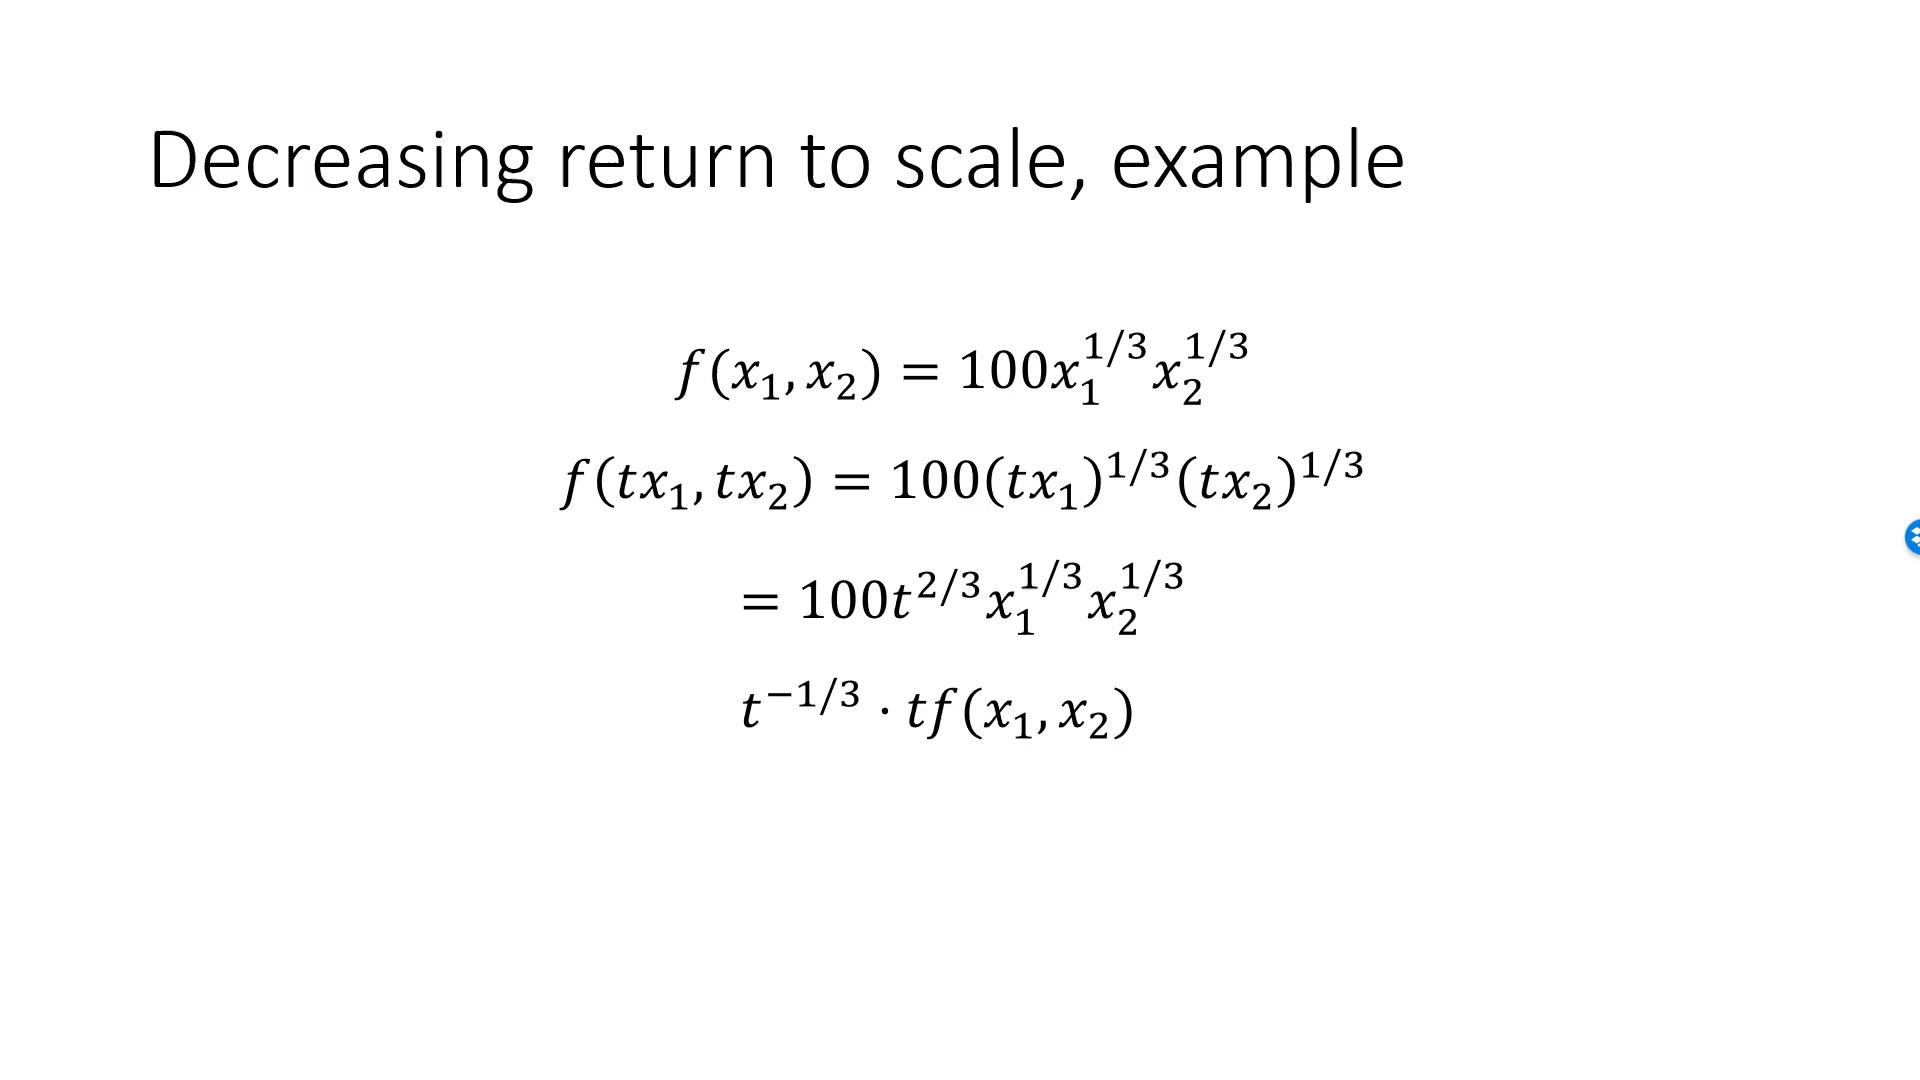 Decreasing return to scale, example
f(x₁, x₂) = 100x₁^{1/3}x₂^{1/3}
f(tx₁, tx₂) = 100(tx₁)^{1/3}(tx₂)^{1/3}
= 100t^{2/3}x₁^{1/3}x₂^{1/3}
t^{−1/3} · tf(x₁, x₂)